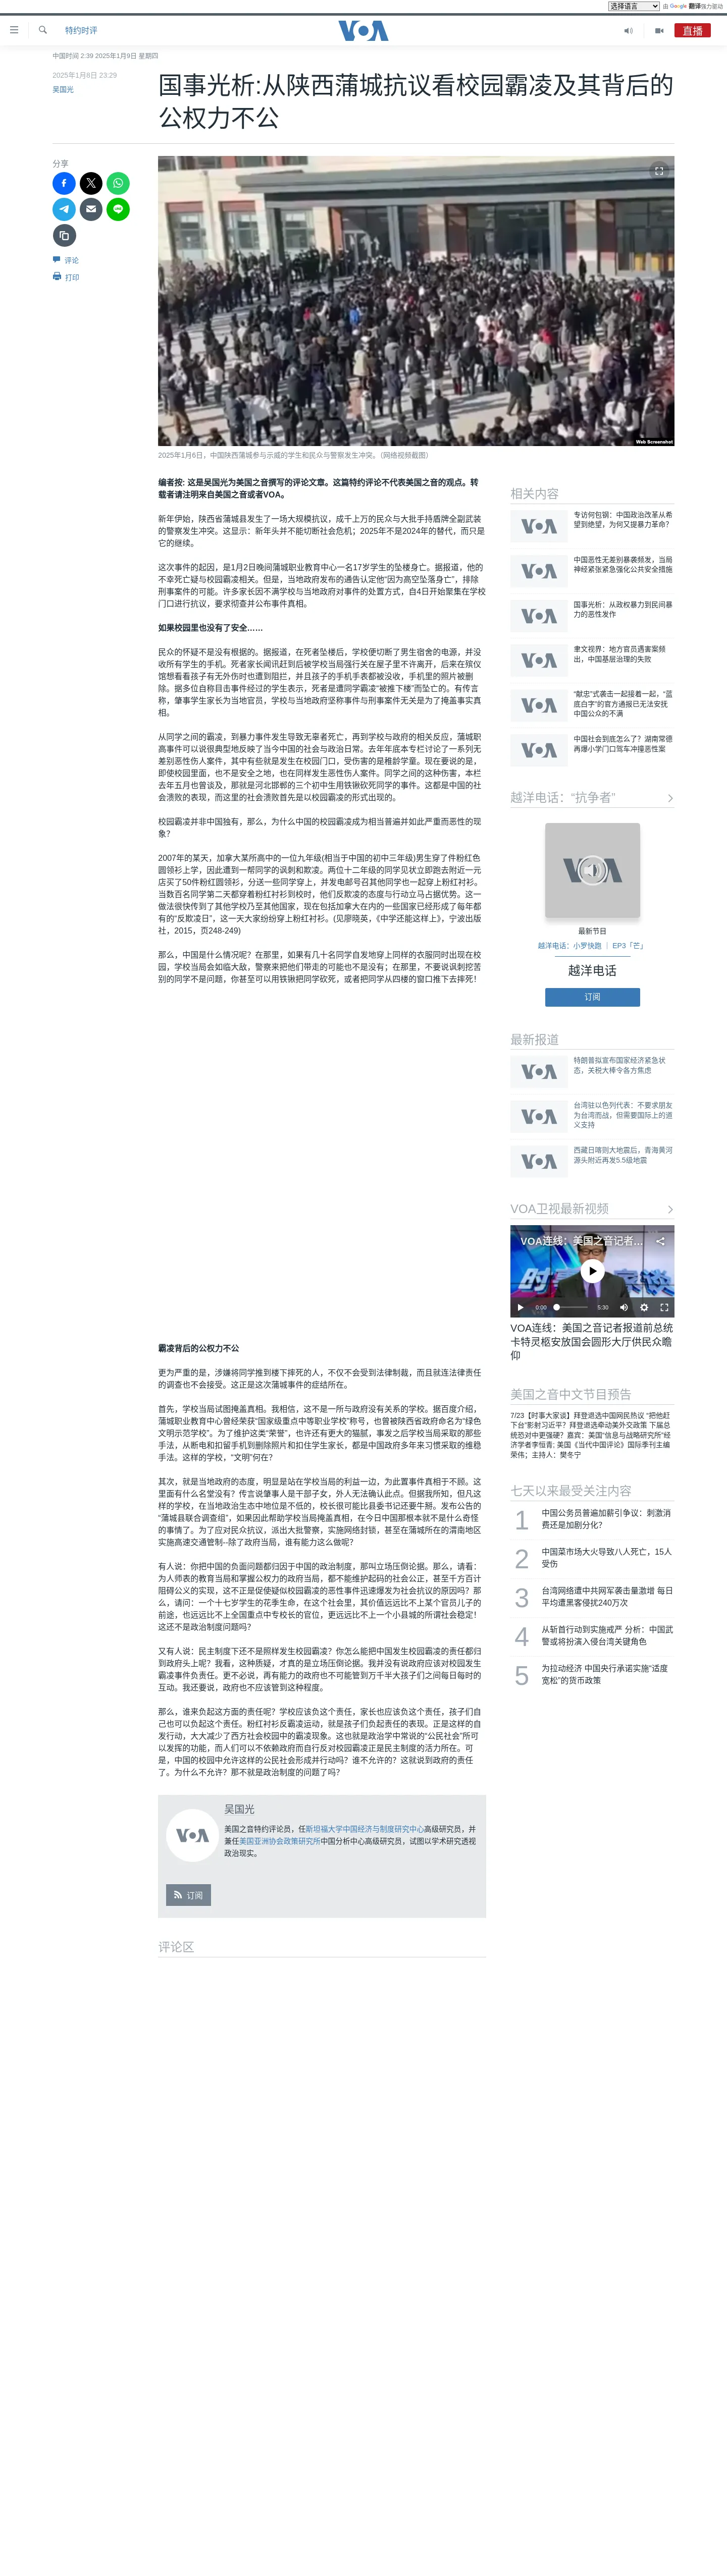 选择语言
由 Google 翻译强力驱动
特约时评
VOA
直播
中国时间 2:39 2025年1月9日 星期四
2025年1月8日 23:29
吴国光
国事光析:从陕西蒲城抗议看校园霸凌及其背后的
公权力不公
分享
评论
打印
Web Screenshot
2025年1月6日，中国陕西蒲城参与示威的学生和民众与警察发生冲突。（网络视频截图）
编者按: 这是吴国光为美国之音撰写的评论文章。这篇特约评论不代表美国之音的观点。转
载者请注明来自美国之音或者VOA。
新年伊始，陕西省蒲城县发生了一场大规模抗议，成千上万的民众与大批手持盾牌全副武装
的警察发生冲突。这显示：新年头并不能切断社会危机；2025年不是2024年的替代，而只是
它的继续。
这次事件的起因，是1月2日晚间蒲城职业教育中心一名17岁学生的坠楼身亡。据报道，他的
不幸死亡疑与校园霸凌相关。但是，当地政府发布的通告认定他“因为高空坠落身亡”，排除
刑事案件的可能。许多家长因不满学校与当地政府对事件的处置方式，自4日开始聚集在学校
门口进行抗议，要求彻查并公布事件真相。
如果校园里也没有了安全……
民众的怀疑不是没有根据的。据报道，在死者坠楼后，学校便切断了男生宿舍的电源，并没
收所有学生的手机。死者家长闻讯赶到后被学校当局强行关在屋子里不许离开，后来在殡仪
馆想看看孩子有无外伤时也遭到阻拦，并且孩子的手机手表都被没收，手机里的照片被删
除。据多位自称目击事件经过的学生表示，死者是遭同学霸凌“被推下楼”而坠亡的。有传言
称，肇事学生家长为当地官员，学校与当地政府坚称事件与刑事案件无关是为了掩盖事实真
相。
从同学之间的霸凌，到暴力事件发生导致无辜者死亡，再到学校与政府的相关反应，蒲城职
高事件可以说很典型地反映了当今中国的社会与政治日常。去年年底本专栏讨论了一系列无
差别恶性伤人案件，其中有些就是发生在校园门口，受伤害的是稚龄学童。现在要说的是，
即使校园里面，也不是安全之地，也在同样发生恶性伤人案件。同学之间的这种伤害，本栏
去年五月也曾谈及，那就是河北邯郸的三个初中生用铁锹砍死同学的事件。这都是中国的社
会溃败的表现，而这里的社会溃败首先是以校园霸凌的形式出现的。
校园霸凌并非中国独有，那么，为什么中国的校园霸凌成为相当普遍并如此严重而恶性的现
象？
2007年的某天，加拿大某所高中的一位九年级(相当于中国的初中三年级)男生穿了件粉红色
圆领衫上学，因此遭到一帮同学的讽刺和欺凌。两位十二年级的同学见状立即跑去附近一元
店买了50件粉红圆领衫，分送一些同学穿上，并发电邮号召其他同学也一起穿上粉红衬衫。
当数百名同学第二天都穿着粉红衬衫到校时，他们反欺凌的态度与行动立马占据优势。这一
做法很快传到了其他学校乃至其他国家，现在包括加拿大在内的一些国家已经形成了每年都
有的“反欺凌日”，这一天大家纷纷穿上粉红衬衫。(见廖晓英,《中学还能这样上》，宁波出版
社，2015，页248-249)
那么，中国是什么情况呢？在那里，如果有几十名同学自发地穿上同样的衣服同时出现在校
园，学校当局会如临大敌，警察来把他们带走的可能也不是没有；在那里，不要说讽刺挖苦
别的同学不是问题，你甚至可以用铁锹把同学砍死，或者把同学从四楼的窗口推下去摔死！
霸凌背后的公权力不公
更为严重的是，涉嫌将同学推到楼下摔死的人，不仅不会受到法律制裁，而且就连法律责任
的调查也不会接受。这正是这次蒲城事件的症结所在。
首先，学校当局试图掩盖真相。我相信，这不是一所与政府没有关系的学校。据百度介绍，
蒲城职业教育中心曾经荣获“国家级重点中等职业学校”称号，也曾被陕西省政府命名为“绿色
文明示范学校”。为了维护这类“荣誉”，也许还有更大的猫腻，事发之后学校当局采取的那些
手法，从断电和扣留手机到删除照片和扣住学生家长，都是中国政府多年来习惯采取的维稳
手法。这样的学校，“文明”何在？
其次，就是当地政府的态度，明显是站在学校当局的利益一边，为此置事件真相于不顾。这
里面有什么名堂没有？传言说肇事人是干部子女，外人无法确认此点。但据我所知，但凡这
样的学校，在当地政治生态中地位是不低的，校长很可能比县委书记还要牛掰。发布公告的
“蒲城县联合调查组”，如果因此帮助学校当局掩盖真相，在今日中国那根本就不是什么奇怪
的事情了。为了应对民众抗议，派出大批警察，实施网络封锁，甚至在蒲城所在的渭南地区
实施高速交通管制--除了政府当局，谁有能力这么做呢？
有人说：你把中国的负面问题都归因于中国的政治制度，那叫立场压倒论据。那么，请看：
为人师表的教育当局和掌握公权力的政府当局，都不能维护起码的社会公正，甚至千方百计
阻碍公义的实现，这不正是促使疑似校园霸凌的恶性事件迅速爆发为社会抗议的原因吗？那
么，请问：一个十七岁学生的花季生命，在这个社会里，其价值远远比不上某个官员儿子的
前途，也远远比不上全国重点中专校长的官位，更远远比不上一个小县城的所谓社会稳定！
这还不是政治制度问题吗？
又有人说：民主制度下还不是照样发生校园霸凌？你怎么能把中国发生校园霸凌的责任都归
到政府头上呢？我看，这种质疑，才真的是立场压倒论据。我并没有说政府应该对校园发生
霸凌事件负责任。更不必说，再有能力的政府也不可能管到万千半大孩子们之间每日每时的
互动。我还要说，政府也不应该管到这种程度。
那么，谁来负起这方面的责任呢？学校应该负这个责任，家长也应该负这个责任，孩子们自
己也可以负起这个责任。粉红衬衫反霸凌运动，就是孩子们负起责任的表现。正是这样的自
发行动，大大减少了西方社会校园中的霸凌现象。这也就是政治学中常说的“公民社会”所可
以发挥的功能，而人们可以不依赖政府而自行反对校园霸凌正是民主制度的活力所在。可
是，中国的校园中允许这样的公民社会形成并行动吗？谁不允许的？这就说到政府的责任
了。为什么不允许？那不就是政治制度的问题了吗？
VOA
吴国光
美国之音特约评论员，任斯坦福大学中国经济与制度研究中心高级研究员，并
兼任美国亚洲协会政策研究所中国分析中心高级研究员，试图以学术研究透视
政治现实。
订阅
评论区
相关内容
VOA
专访何包钢：中国政治改革从希
望到绝望，为何又提暴力革命？
VOA
中国恶性无差别暴袭频发，当局
神经紧张紧急强化公共安全措施
VOA
国事光析：从政权暴力到民间暴
力的恶性发作
VOA
聿文视界：地方官员遇害案频
出，中国基层治理的失败
VOA
“献忠”式袭击一起接着一起，“蓝
底白字”的官方通报已无法安抚
中国公众的不满
VOA
中国社会到底怎么了？湖南常德
再爆小学门口驾车冲撞恶性案
越洋电话：“抗争者”
VOA
最新节目
越洋电话：小罗快跑 ｜ EP3「芒」
越洋电话
订阅
最新报道
VOA
特朗普拟宣布国家经济紧急状
态，关税大棒令各方焦虑
VOA
台湾驻以色列代表：不要求朋友
为台湾而战，但需要国际上的道
义支持
VOA
西藏日喀则大地震后，青海黄河
源头附近再发5.5级地震
VOA卫视最新视频
VOA连线：美国之音记者...
0:00
5:30
VOA连线：美国之音记者报道前总统
卡特灵柩安放国会圆形大厅供民众瞻
仰
美国之音中文节目预告
7/23【时事大家谈】拜登退选中国网民热议 “把他赶
下台”影射习近平？拜登退选牵动美外交政策 下届总
统恐对中更强硬？嘉宾：美国“信息与战略研究所”经
济学者李恒青; 美国《当代中国评论》国际季刊主编
荣伟；主持人：樊冬宁
七天以来最受关注内容
1
中国公务员普遍加薪引争议：刺激消
费还是加剧分化？
2
中国菜市场大火导致八人死亡，15人
受伤
3
台湾网络遭中共网军袭击量激增 每日
平均遭黑客侵扰240万次
4
从斩首行动到实施戒严 分析：中国武
警或将扮演入侵台湾关键角色
5
为拉动经济 中国央行承诺实施“适度
宽松”的货币政策